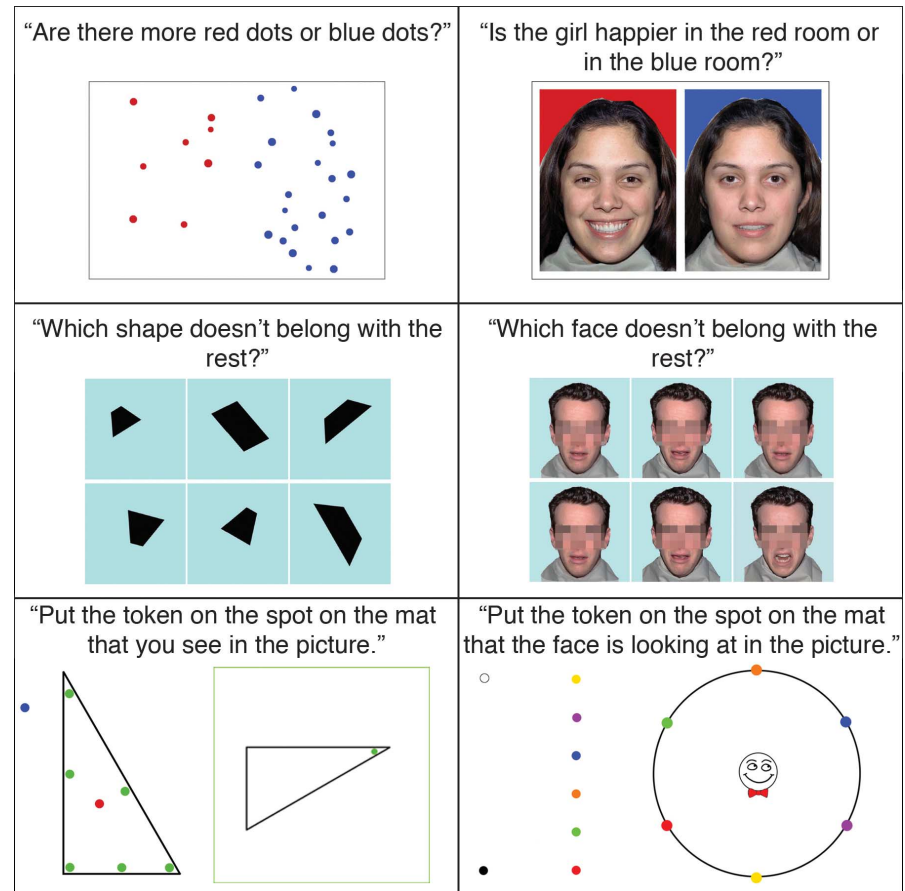 “Are there more red dots or blue dots?”
“Is the girl happier in the red room or
in the blue room?”
“Which shape doesn’t belong with the
rest?”
“Which face doesn’t belong with the
rest?”
“Put the token on the spot on the mat
that you see in the picture.”
“Put the token on the spot on the mat
that the face is looking at in the picture.”